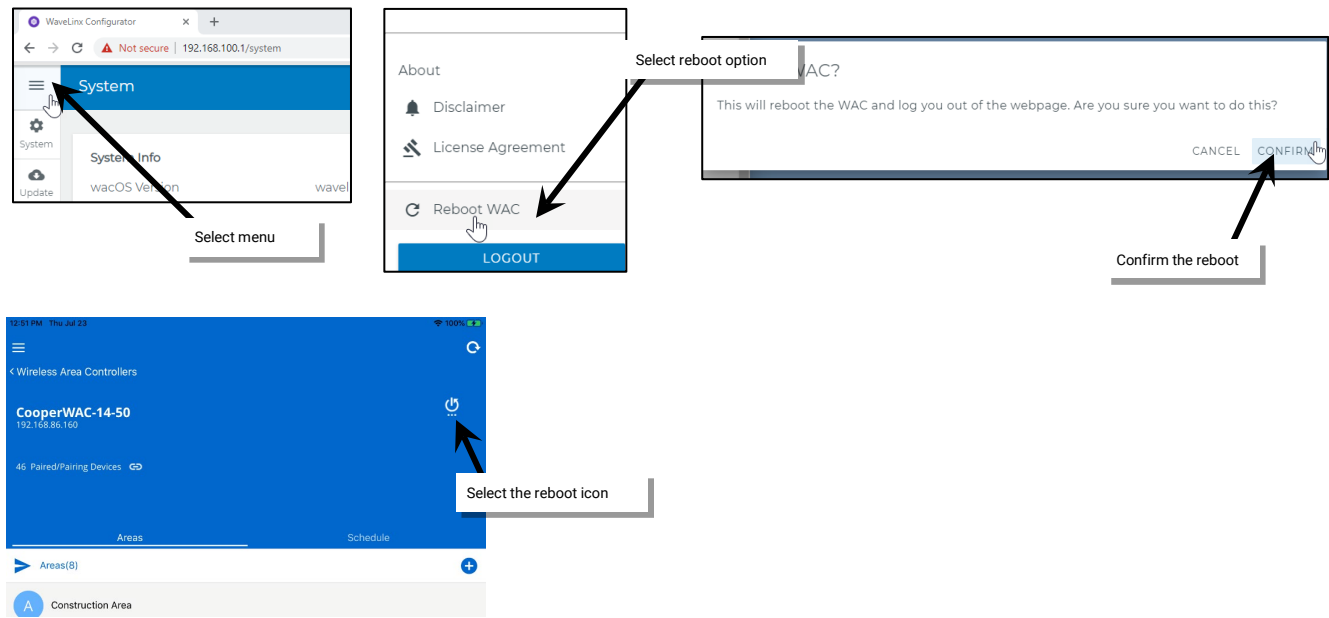 WaveLinx Configurator
Not secure | 192.168.100.1/system
System
System
Update
System Info
wacOS Version
wavel
Select menu
About
Disclaimer
License Agreement
Reboot WAC
LOGOUT
Select reboot option
WAC?
This will reboot the WAC and log you out of the webpage. Are you sure you want to do this?
CANCEL CONFIRM
Confirm the reboot
12:51 PM Thu Jul 23
100%
< Wireless Area Controllers
CooperWAC-14-50
192.168.86.160
46 Paired/Pairing Devices
Select the reboot icon
Areas Schedule
Areas(8)
A Construction Area